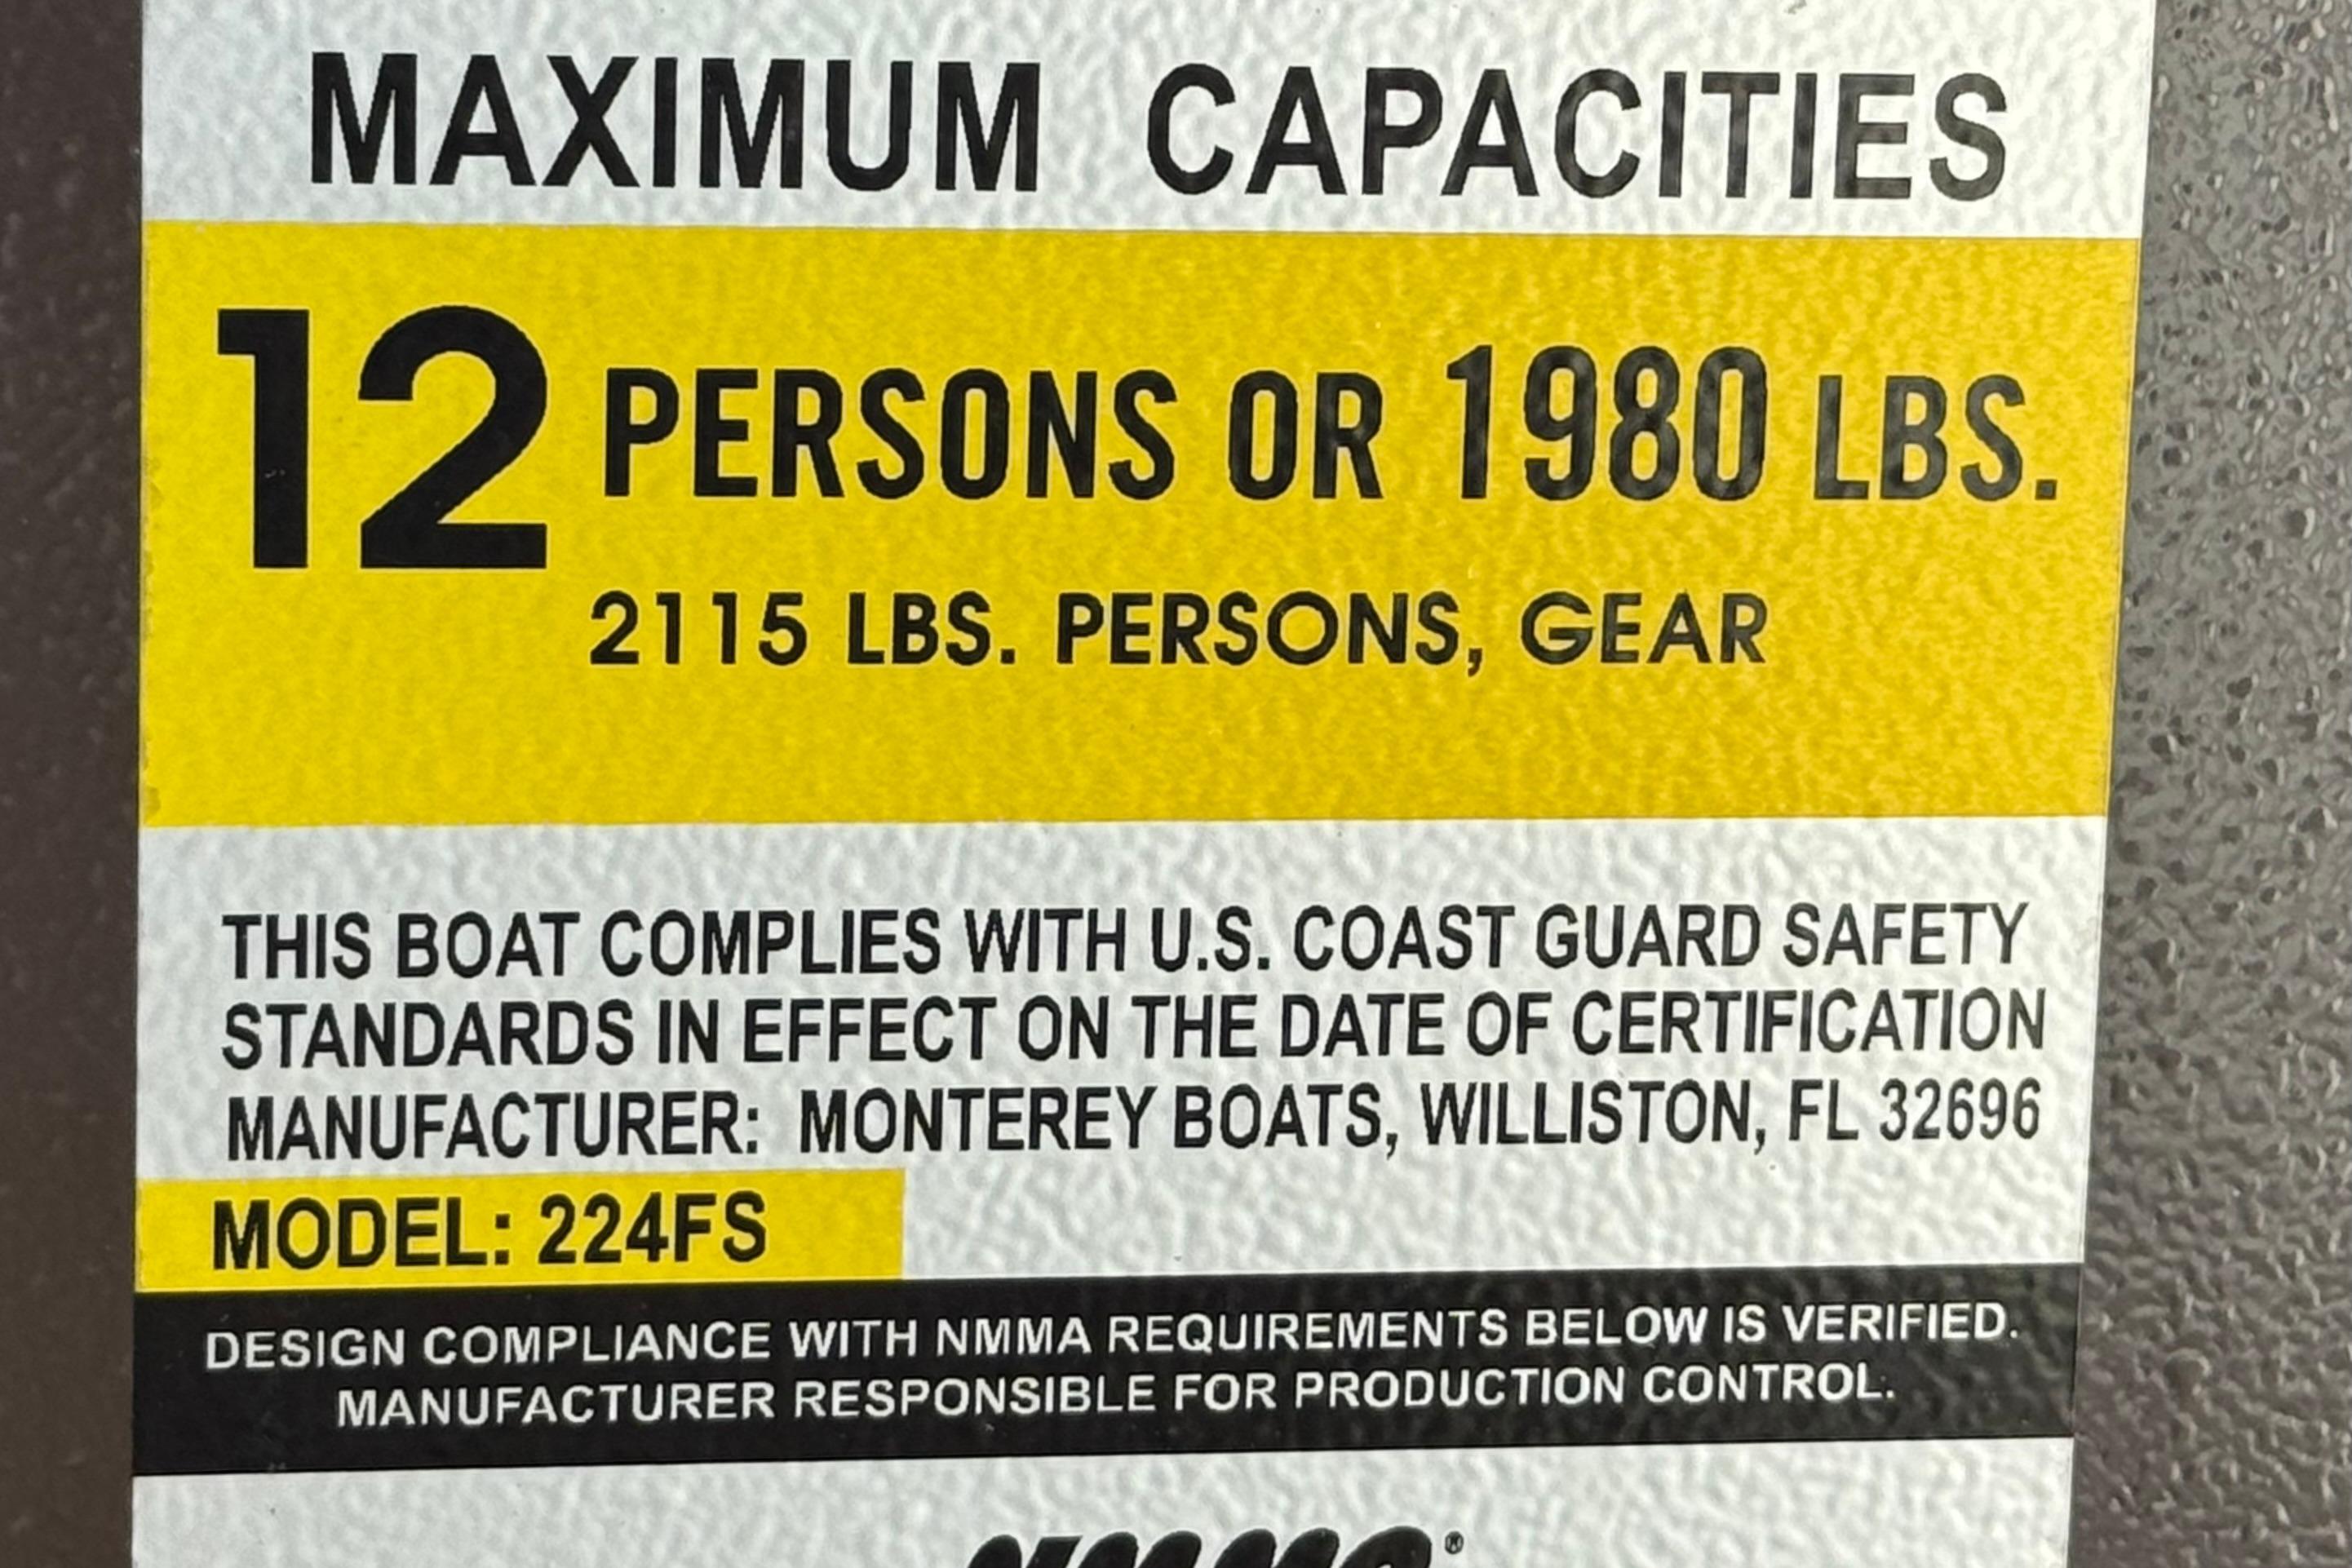 MAXIMUM CAPACITIES
12 PERSONS OR 1980 LBS.
2115 LBS. PERSONS, GEAR
THIS BOAT COMPLIES WITH U.S. COAST GUARD SAFETY
STANDARDS IN EFFECT ON THE DATE OF CERTIFICATION
MANUFACTURER: MONTEREY BOATS, WILLISTON, FL 32696
MODEL: 224FS
DESIGN COMPLIANCE WITH NMMA REQUIREMENTS BELOW IS VERIFIED.
MANUFACTURER RESPONSIBLE FOR PRODUCTION CONTROL.